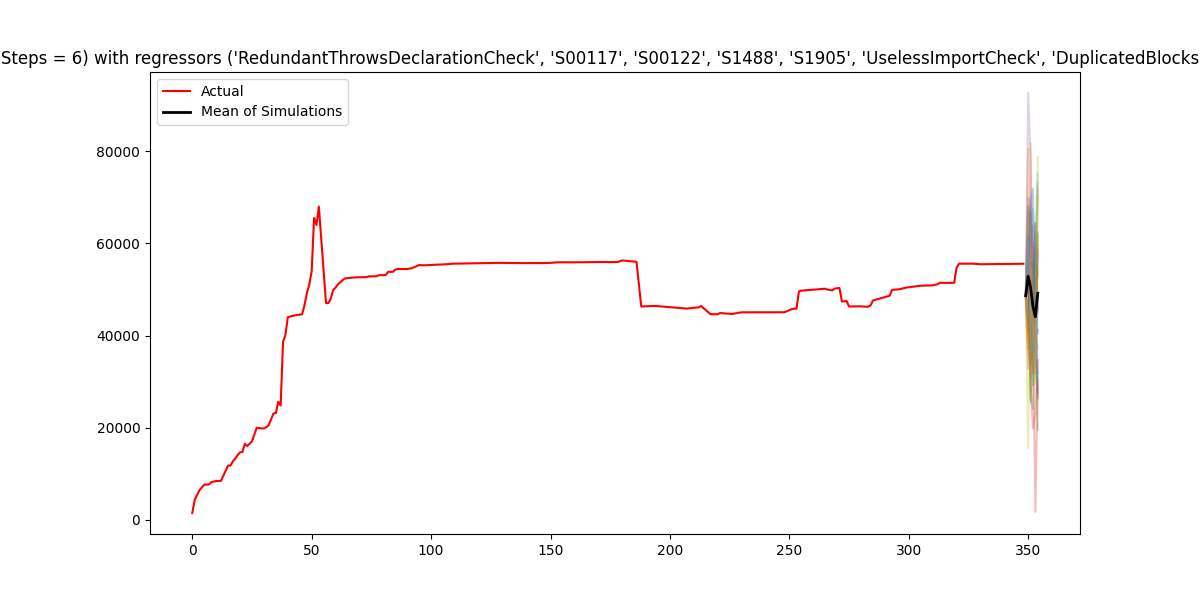 Steps = 6) with regressors ('RedundantThrowsDeclarationCheck', 'S00117', 'S00122', 'S1488', 'S1905', 'UselessImportCheck', 'DuplicatedBlocks
Actual
Mean of Simulations
80000
60000
40000
20000
0
0 50 100 150 200 250 300 350